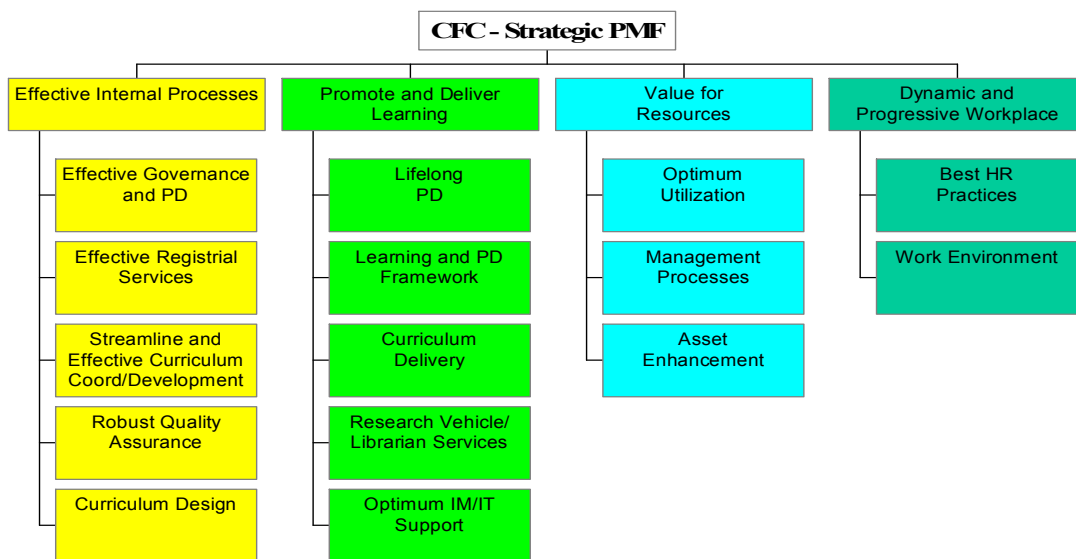 CFC - Strategic PMF
Effective Internal Processes
Effective Governance
and PD
Effective Registrial
Services
Streamline and
Effective Curriculum
Coord/Development
Robust Quality
Assurance
Curriculum Design
Promote and Deliver
Learning
Lifelong
PD
Learning and PD
Framework
Curriculum
Delivery
Research Vehicle/
Librarian Services
Optimum IM/IT
Support
Value for
Resources
Optimum
Utilization
Management
Processes
Asset
Enhancement
Dynamic and
Progressive Workplace
Best HR
Practices
Work Environment